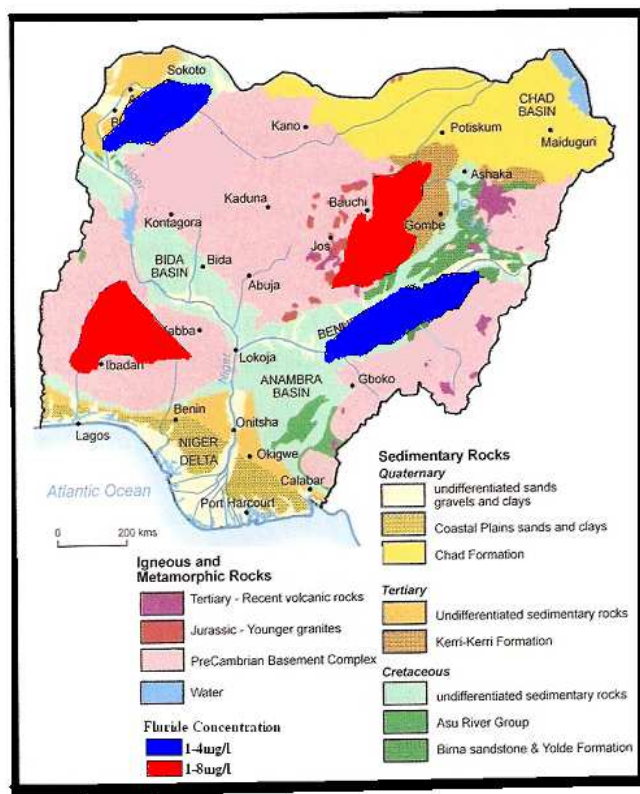 Sokoto
CHAD
BASIN
Kano
Potiskum
Maiduguri
Ashaka
Niger
Kaduna
Bauchi
Kontagora
Gombe
Jos
BIDA
BASIN
Bida
Abuja
Ibadan
Lokoja
Niger
ANAMBRA
BASIN
Gboko
Benin
Onitsha
Lagos
NIGER
DELTA
Okigwe
Calabar
Port Harcourt
Atlantic Ocean
0 200 kms
Igneous and
Metamorphic Rocks
Tertiary - Recent volcanic rocks
Jurassic - Younger granites
PreCambrian Basement Complex
Water
Fluride Concentration
1-4mg/l
1-8mg/l
Sedimentary Rocks
Quaternary
undifferentiated sands
gravels and clays
Coastal Plains sands and clays
Chad Formation
Tertiary
Undifferentiated sedimentary rocks
Kerri-Kerri Formation
Cretaceous
undifferentiated sedimentary rocks
Asu River Group
Bima sandstone & Yolde Formation